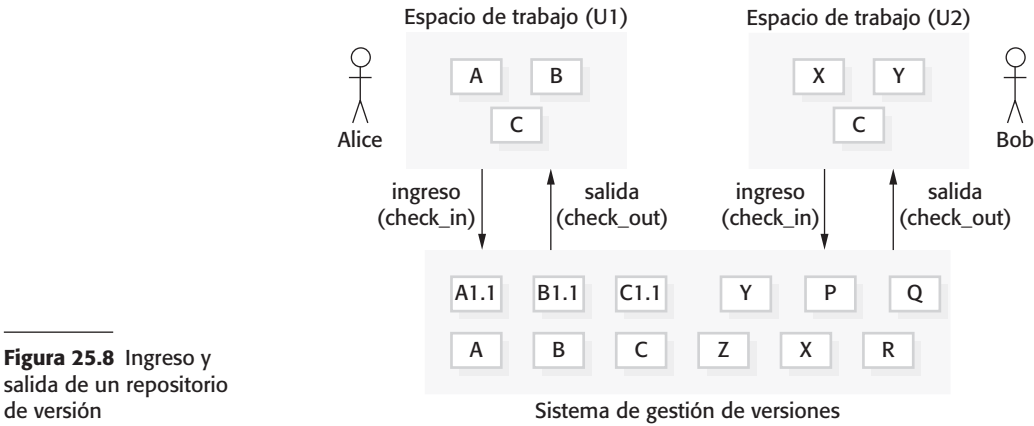 Espacio de trabajo (U1)
Espacio de trabajo (U2)
A
B
C
X
Y
C
Alice
Bob
ingreso
(check_in)
salida
(check_out)
ingreso
(check_in)
salida
(check_out)
A1.1
B1.1
C1.1
Y
P
Q
A
B
C
Z
X
R
Sistema de gestión de versiones
Figura 25.8 Ingreso y
salida de un repositorio
de versión